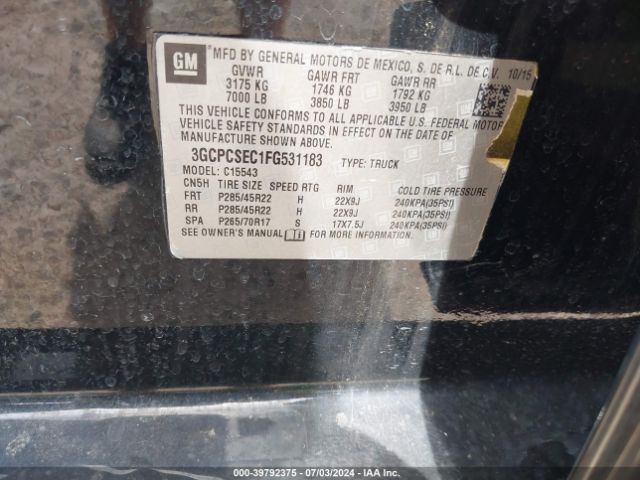 GM
MFD BY GENERAL MOTORS DE MEXICO, S. DE R.L. DE C.V. 10/15
GVWR GAWR FRT GAWR RR
3175 KG 1746 KG 1792 KG
7000 LB 3850 LB 3950 LB
THIS VEHICLE CONFORMS TO ALL APPLICABLE U.S. FEDERAL MOTOR
VEHICLE SAFETY STANDARDS IN EFFECT ON THE DATE OF
MANUFACTURE SHOWN ABOVE.
3GCPCSEC1FG531183 TYPE: TRUCK
MODEL: C15543
CN5H TIRE SIZE SPEED RTG RIM COLD TIRE PRESSURE
FRT P285/45R22 H 22X9J 240KPA(35PSI)
RR P285/45R22 H 22X9J 240KPA(35PSI)
SPA P265/70R17 S 17X7.5J 240KPA(35PSI)
SEE OWNER'S MANUAL FOR MORE INFORMATION.
000-39792375 - 07/03/2024 - IAA Inc.